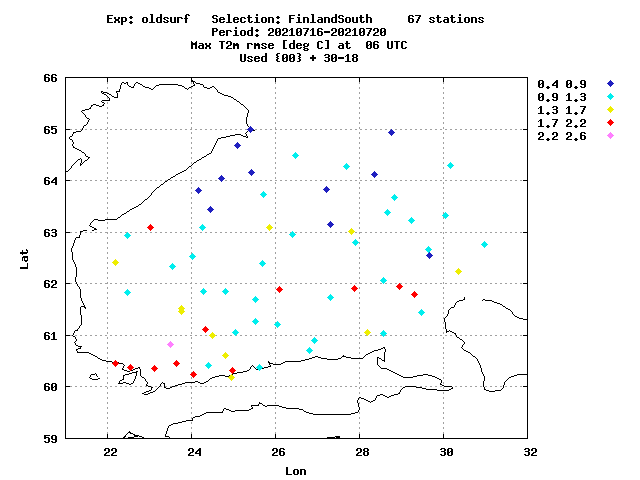 Exp: oldsurf Selection: FinlandSouth 67 stations
Period: 20210716-20210720
Max T2m rmse [deg C] at 06 UTC
Used {00} + 30-18
66
65
64
63
62
61
60
59
22 24 26 28 30 32
Lat
Lon
0.4 0.9
0.9 1.3
1.3 1.7
1.7 2.2
2.2 2.6